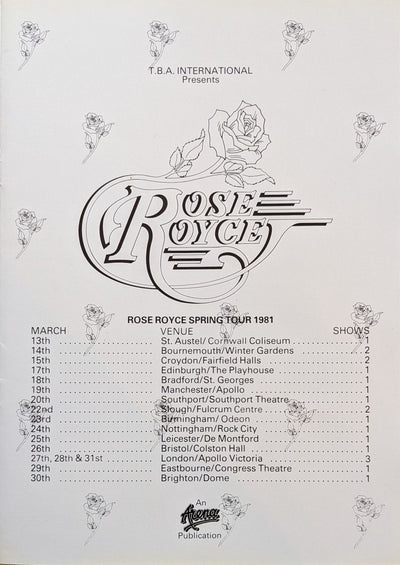 T.B.A. INTERNATIONAL
Presents
ROSE
ROYCE
ROSE ROYCE SPRING TOUR 1981
MARCH VENUE SHOWS
13th St. Austel/Cornwall Coliseum 1
14th Bournemouth/Winter Gardens 2
15th Croydon/Fairfield Halls 2
17th Edinburgh/The Playhouse 1
18th Bradford/St. Georges 1
19th Manchester/Apollo 1
20th Southport/Southport Theatre 1
22nd Slough/Fulcrum Centre 2
23rd Birmingham/Odeon 1
24th Nottingham/Rock City 1
25th Leicester/De Montford 1
26th Bristol/Colston Hall 1
27th, 28th & 31st London/Apollo Victoria 3
29th Eastbourne/Congress Theatre 1
30th Brighton/Dome 1
An
Arena
Publication